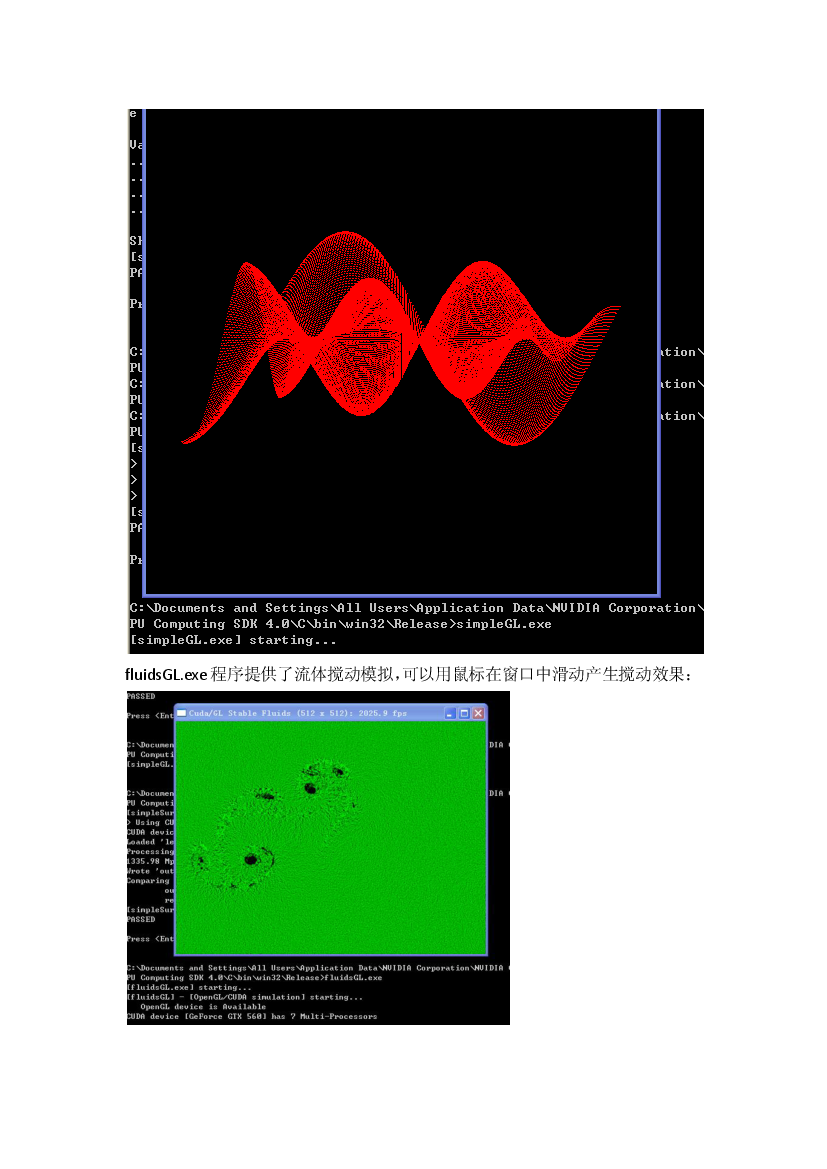 e
Va
--
--
--
--
SH
[s
PA
Pr
C:
ation\
PU
C:
ation\
PU
C:
ation\
PU
[s
>
>
>
[s
PA
Pr
C:\Documents and Settings\All Users\Application Data\NVIDIA Corporation\
PU Computing SDK 4.0\C\bin\win32\Release>simpleGL.exe
[simpleGL.exe] starting...
fluidsGL.exe 程序提供了流体搅动模拟，可以用鼠标在窗口中滑动产生搅动效果：
PASSED
Press <Ent
Cuda/GL Stable Fluids (512 x 512): 2025.9 fps
C:\Documen
DIA C
PU Computi
[simpleGL.
C:\Documen
DIA C
PU Computi
[simpleSur
> Using CU
CUDA devic
Loaded 'le
Processing
1335.98 Mp
Wrote 'out
Comparing
ou
re
[simpleSur
PASSED
Press <Ent
C:\Documents and Settings\All Users\Application Data\NVIDIA Corporation\NVIDIA C
PU Computing SDK 4.0\C\bin\win32\Release>fluidsGL.exe
[fluidsGL.exe] starting...
[fluidsGL] - [OpenGL/CUDA simulation] starting...
OpenGL device is Available
CUDA device [GeForce GTX 560] has 7 Multi-Processors